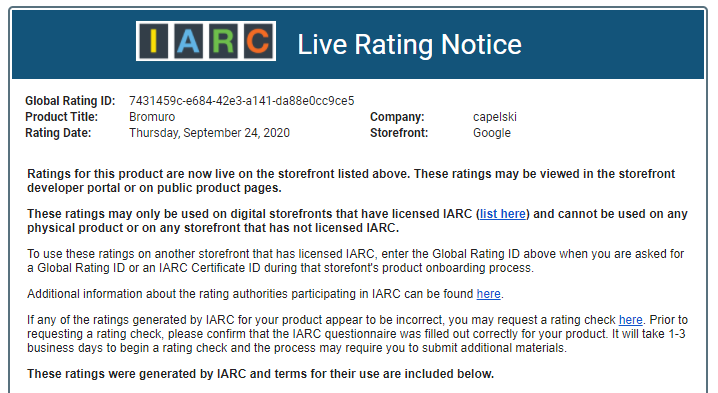 IARC Live Rating Notice
Global Rating ID: 7431459c-e684-42e3-a141-da88e0cc9ce5
Product Title: Bromuro Company: capelski
Rating Date: Thursday, September 24, 2020 Storefront: Google
Ratings for this product are now live on the storefront listed above. These ratings may be viewed in the storefront
developer portal or on public product pages.
These ratings may only be used on digital storefronts that have licensed IARC (list here) and cannot be used on any
physical product or on any storefront that has not licensed IARC.
To use these ratings on another storefront that has licensed IARC, enter the Global Rating ID above when you are asked for
a Global Rating ID or an IARC Certificate ID during that storefont's product onboarding process.
Additional information about the rating authorities participating in IARC can be found here.
If any of the ratings generated by IARC for your product appear to be incorrect, you may request a rating check here. Prior to
requesting a rating check, please confirm that the IARC questionnaire was filled out correctly for your product. It will take 1-3
business days to begin a rating check and the process may require you to submit additional materials.
These ratings were generated by IARC and terms for their use are included below.